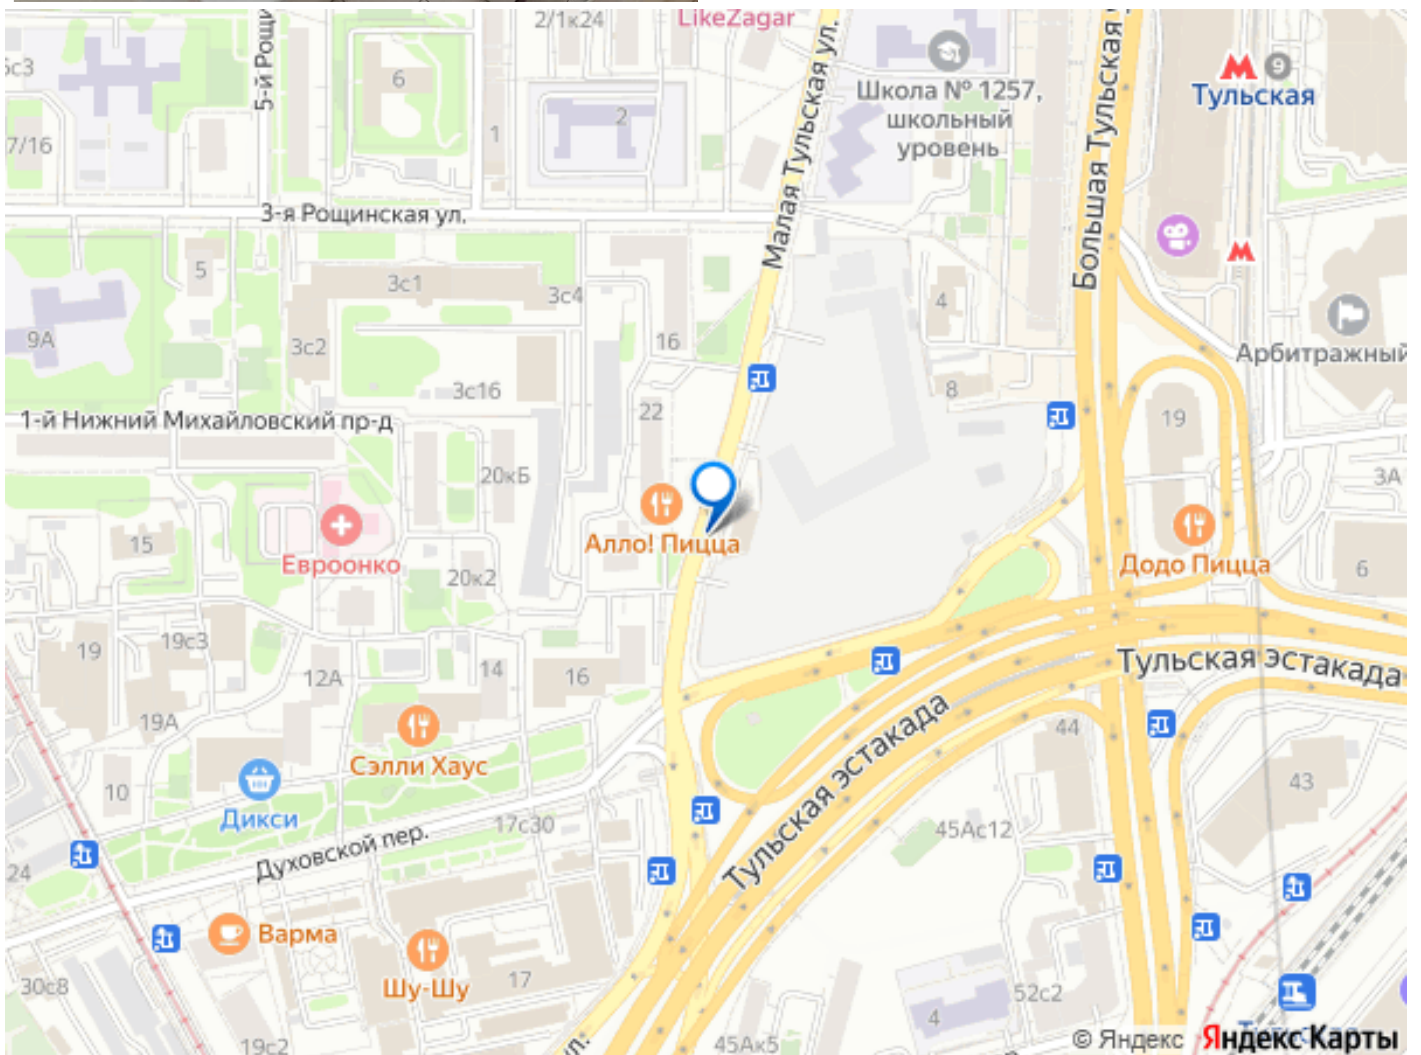 2/1к24
LikeZagar
6с3
5-й Рощи
6
Малая Тульская ул.
Школа № 1257,
школьный
уровень
Большая Тульская
9
Тульская
7/16
1
2
3-я Рощинская ул.
5
3с1
3с4
4
9А
3с2
16
Арбитражный
3с16
8
1-й Нижний Михайловский пр-д
22
19
20кБ
3А
Алло! Пицца
15
Евроонко
20к2
Додо Пицца
6
19
19с3
12А
14
16
Тульская эстакада
19А
Сэлли Хаус
44
10
Дикси
17с30
Тульская эстакада
45Ас12
43
Духовской пер.
24
Варма
30с8
Шу-Шу
17
52с2
4
19с2
ул.
45Ак5
© Яндекс
Яндекс Карты